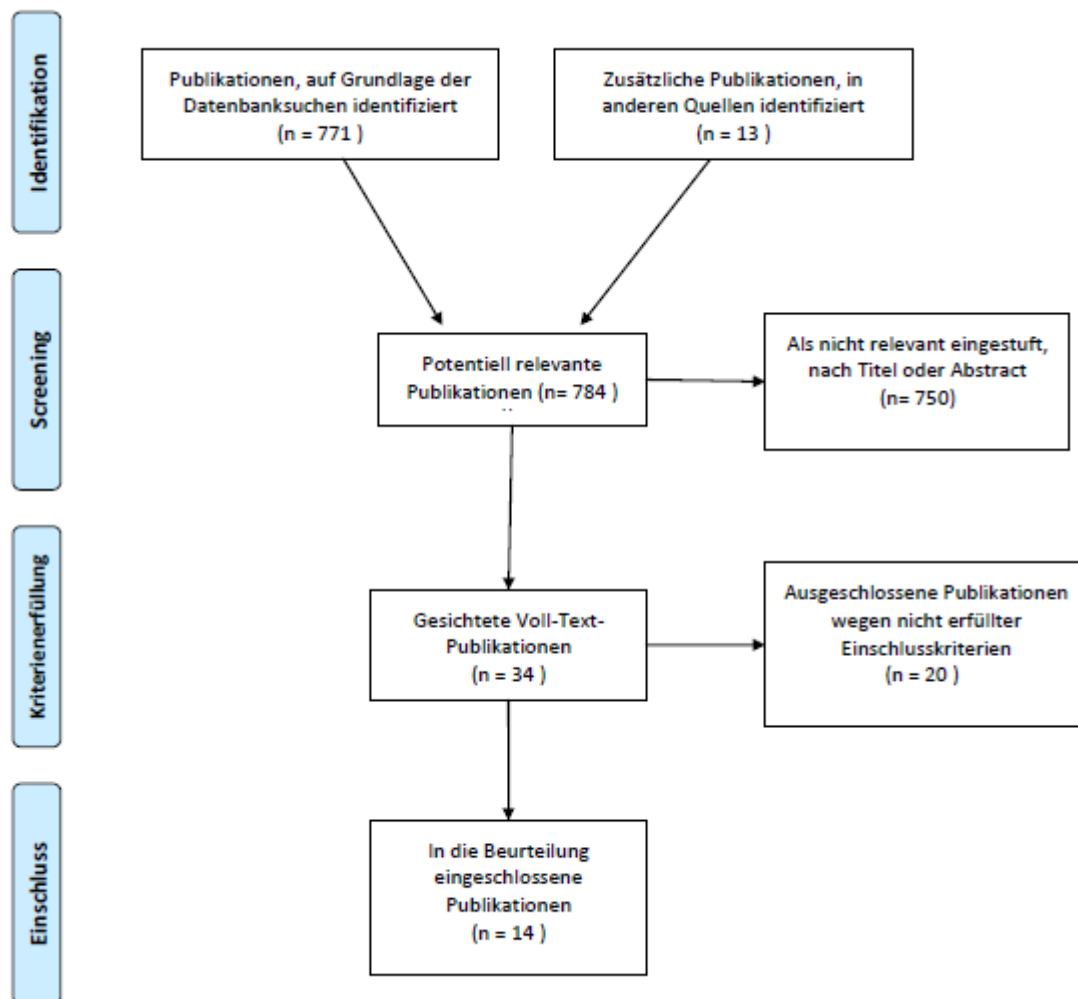 Identifikation
Publikationen, auf Grundlage der
Datenbanksuchen identifiziert
(n = 771 )
Zusätzliche Publikationen, in
anderen Quellen identifiziert
(n = 13 )
Screening
Potentiell relevante
Publikationen (n= 784 )
Als nicht relevant eingestuft,
nach Titel oder Abstract
(n= 750)
Kriterienerfüllung
Gesichtete Voll-Text-
Publikationen
(n = 34 )
Ausgeschlossene Publikationen
wegen nicht erfüllter
Einschlusskriterien
(n = 20 )
Einschluss
In die Beurteilung
eingeschlossene
Publikationen
(n = 14 )